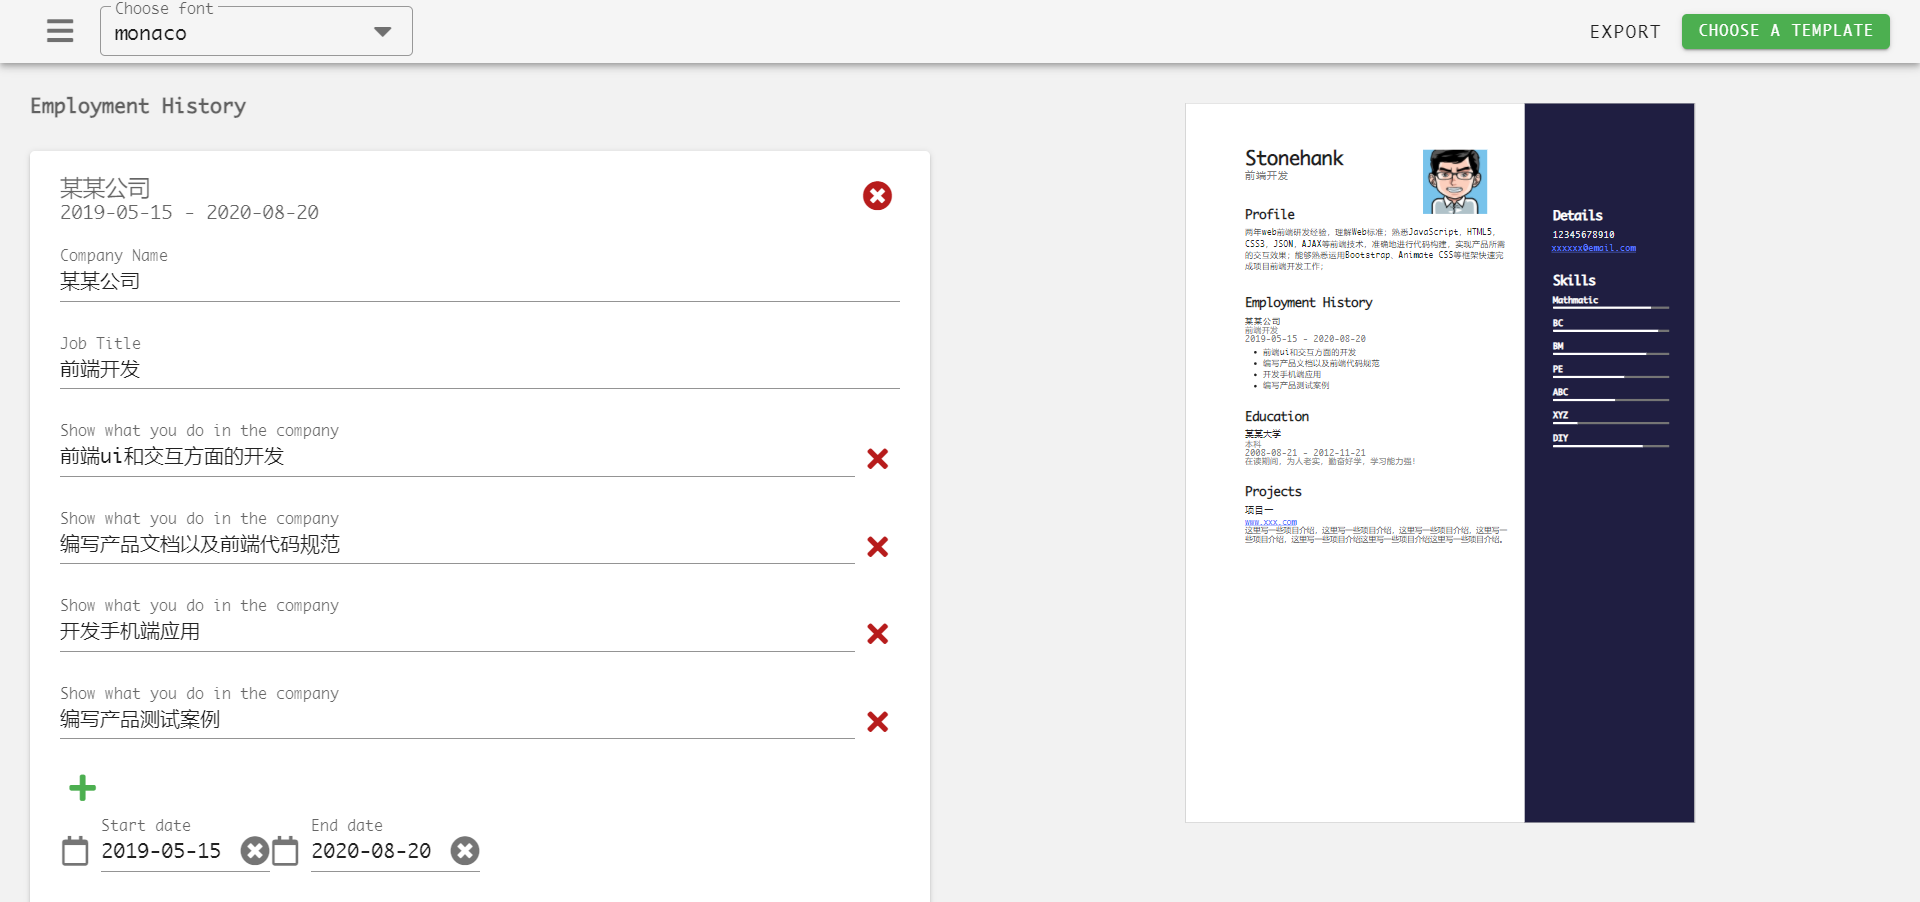 Choose font
monaco
EXPORT
CHOOSE A TEMPLATE
Employment History
某某公司
2019-05-15 - 2020-08-20
Company Name
某某公司
Job Title
前端开发
Show what you do in the company
前端ui和交互方面的开发
Show what you do in the company
编写产品文档以及前端代码规范
Show what you do in the company
开发手机端应用
Show what you do in the company
编写产品测试案例
Start date
2019-05-15
End date
2020-08-20
Stonehank
前端开发
Profile
两年web前端研发经验，理解Web标准；熟悉JavaScript，HTML5，
CSS3，JSON，AJAX等前端技术，准确地进行代码构建，实现产品所需
的交互效果；能够熟悉运用Bootstrap、Animate CSS等框架快速完
成项目前端开发工作；
Employment History
某某公司
前端开发
2019-05-15 - 2020-08-20
前端ui和交互方面的开发
编写产品文档以及前端代码规范
开发手机端应用
编写产品测试案例
Education
某某大学
本科
2008-08-21 - 2012-11-21
在读期间，为人老实，勤奋好学，学习能力强！
Projects
项目一
www.xxx.com
这里写一些项目介绍，这里写一些项目介绍，这里写一些项目介绍，这里写一
些项目介绍，这里写一些项目介绍这里写一些项目介绍这里写一些项目介绍。
Details
12345678910
xxxxxx@email.com
Skills
Mathmatic
BC
BM
PE
ABC
XYZ
DIY